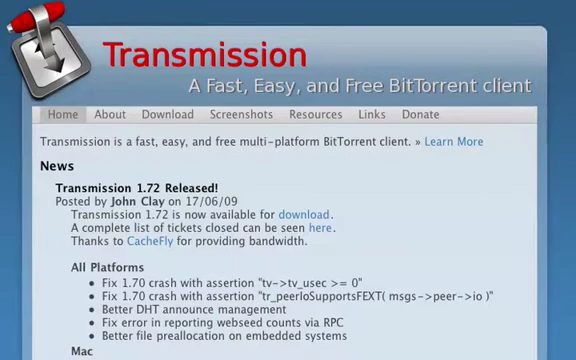 Transmission
A Fast, Easy, and Free BitTorrent client
Home About Download Screenshots Resources Links Donate
Transmission is a fast, easy, and free multi-platform BitTorrent client. » Learn More
News
Transmission 1.72 Released!
Posted by John Clay on 17/06/09
Transmission 1.72 is now available for download.
A complete list of tickets closed can be seen here.
Thanks to CacheFly for providing bandwidth.
All Platforms
• Fix 1.70 crash with assertion "tv->tv_usec >= 0"
• Fix 1.70 crash with assertion "tr_peerIoSupportsFEXT( msgs->peer->io )"
• Better DHT announce management
• Fix error in reporting webseed counts via RPC
• Better file preallocation on embedded systems
Mac